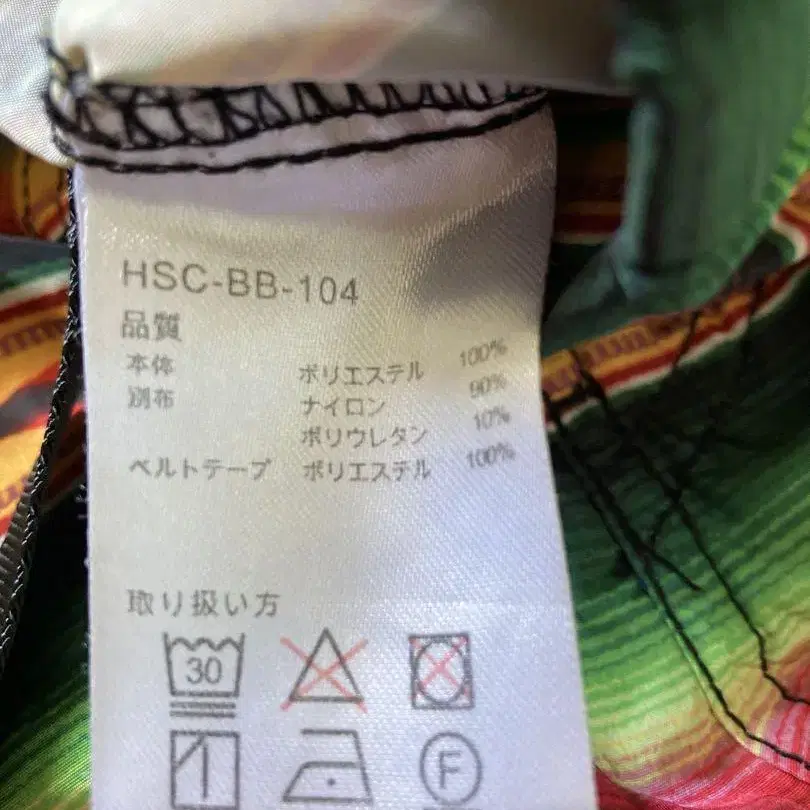 HSC-BB-104
品質
本体 ポリエステル 100%
別布 ナイロン 90%
ポリウレタン 10%
ベルトテープ ポリエステル 100%
取り扱い方
30
F